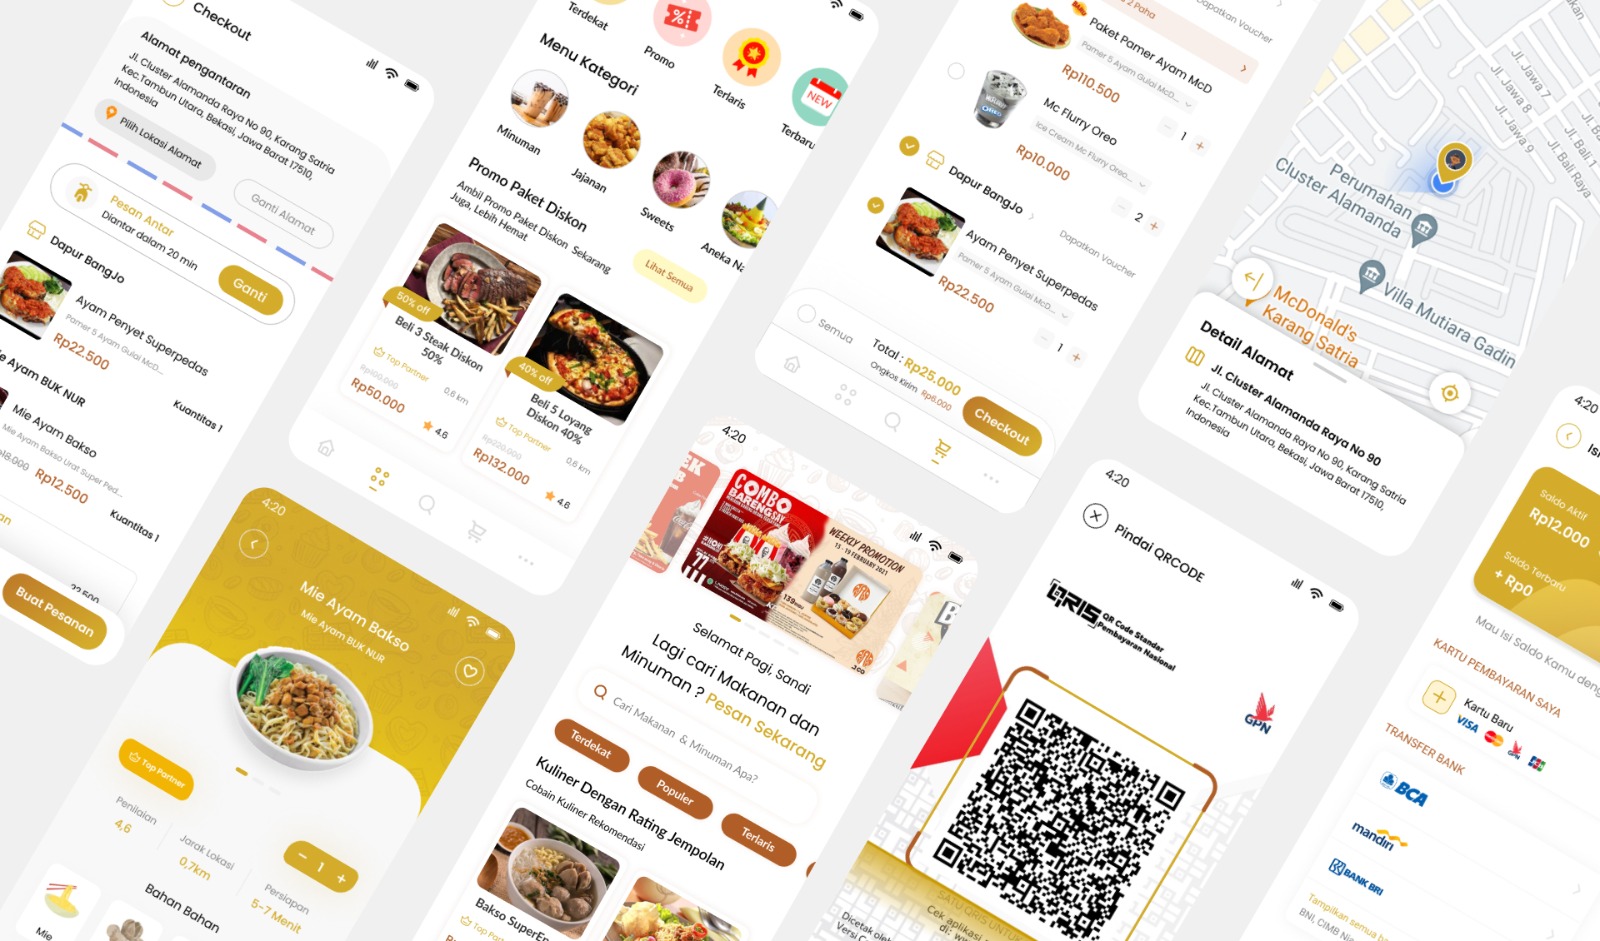 Checkout
Alamat pengantaran
Jl. Cluster Alamanda Raya No 90, Karang Satria
Kec.Tambun Utara, Bekasi, Jawa Barat 17510,
Indonesia
Pilih Lokasi Alamat
Ganti Alamat
Pesan Antar
Diantar dalam 20 min
Ganti
Dapur BangJo
Ayam Penyet Superpedas
Pamer 5 Ayam Gulai McD...
Rp22.500
Kuantitas 1
Mie Ayam BUK NUR
Mie Ayam Bakso
Mie Ayam Bakso Urat Super Ped...
Rp12.500
Kuantitas 1
Buat Pesanan
Terdekat
Promo
Terlaris
NEW
Terbaru
Menu Kategori
Minuman
Jajanan
Sweets
Aneka Na
Promo Paket Diskon
Ambil Promo Paket Diskon Sekarang
Juga, Lebih Hemat
Lihat Semua
50% off
Beli 3 Steak Diskon
50%
Top Partner
Rp100.000
0,6 km
Rp50.000
4.6
40% off
Beli 5 Loyang
Diskon 40%
Top Partner
Rp220.000
0,6 km
Rp132.000
4.6
2 Paha
Dapatkan Voucher
Paket Pamer Ayam McD
Pamer 5 Ayam Gulai McD...
Rp110.500
1
Mc Flurry Oreo
Ice Cream Mc Flurry Oreo...
Rp10.000
2
Dapur BangJo
Dapatkan Voucher
Ayam Penyet Superpedas
Pamer 5 Ayam Gulai McD...
Rp22.500
1
Semua
Total : Rp25.000
Ongkos Kirim Rp8.000
Checkout
Jl. Jawa 7
Jl. Jawa 8
Jl. Jawa 9
Jl. Bali 1
Jl. Bali Raya
Perumahan
Cluster Alamanda
Villa Mutiara Gading
McDonald's
Karang Satria
Detail Alamat
Jl. Cluster Alamanda Raya No 90
Jl. Cluster Alamanda Raya No 90, Karang Satria
Kec.Tambun Utara, Bekasi, Jawa Barat 17510,
Indonesia
4:20
Mie Ayam Bakso
Mie Ayam BUK NUR
Top Partner
Penilaian
4,6
Jarak Lokasi
0,7km
Persiapan
5-7 Menit
1
Bahan Bahan
Mie
4:20
COMBO
BARENGSAY
WEEKLY PROMOTION
15 - 19 FEBRUARY 2021
Selamat Pagi, Sandi
Lagi cari Makanan dan
Minuman ? Pesan Sekarang
Cari Makanan & Minuman Apa?
Terdekat
Populer
Terlaris
Kuliner Dengan Rating Jempolan
Cobain Kuliner Rekomendasi
Bakso SuperEn
Top Partner
4:20
Pindai QRCODE
QRIS
QR Code Standar
Pembayaran Nasional
GPN
SATU QRIS UNTUK
Cek aplikasi
di: www
Dicetak oleh
Versi C
4:20
Isi
Saldo Aktif
Rp12.000
Saldo Terbaru
+ Rp0
Mau Isi Saldo Kamu deng
KARTU PEMBAYARAN SAYA
Kartu Baru
VISA
GPN
JCB
TRANSFER BANK
BCA
mandiri
BANK BRI
Tampilkan semua b
BNI, CIMB Ni